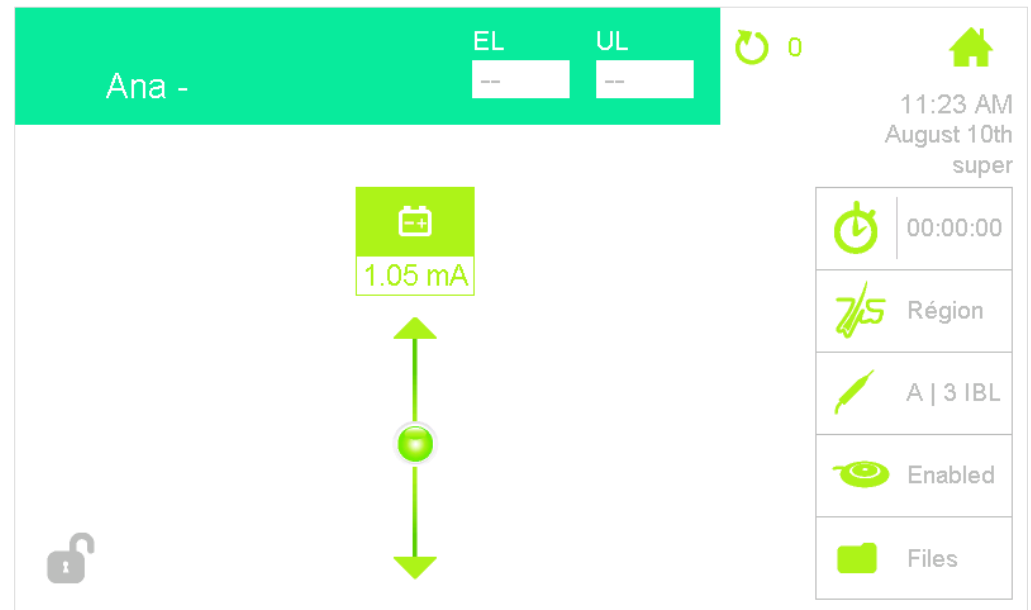 EL UL
-- --
Ana -
0
11:23 AM
August 10th
super
1.05 mA
00:00:00
Région
A | 3 IBL
Enabled
Files